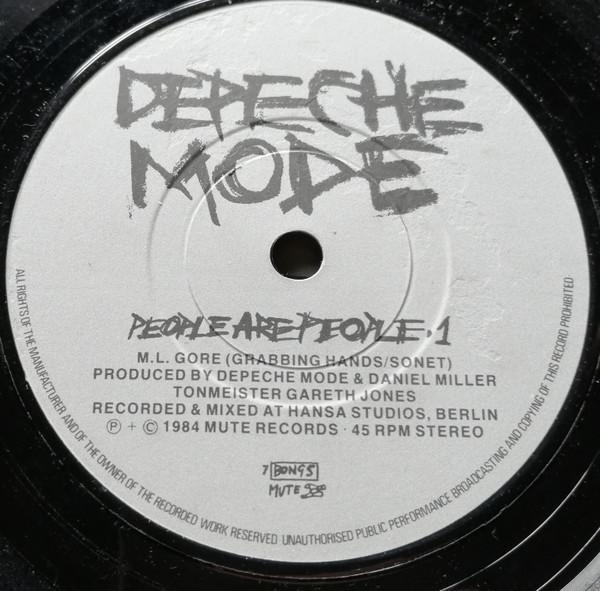 DEPECHE
MODE
PEOPLE ARE PEOPLE · 1
M.L. GORE (GRABBING HANDS/SONET)
PRODUCED BY DEPECHE MODE & DANIEL MILLER
TONMEISTER GARETH JONES
RECORDED & MIXED AT HANSA STUDIOS, BERLIN
Ⓟ + © 1984 MUTE RECORDS · 45 RPM STEREO
7 BONG 5
MUTE
ALL RIGHTS OF THE MANUFACTURER AND OF THE OWNER OF THE RECORDED WORK RESERVED UNAUTHORISED PUBLIC PERFORMANCE BROADCASTING AND COPYING OF THIS RECORD PROHIBITED